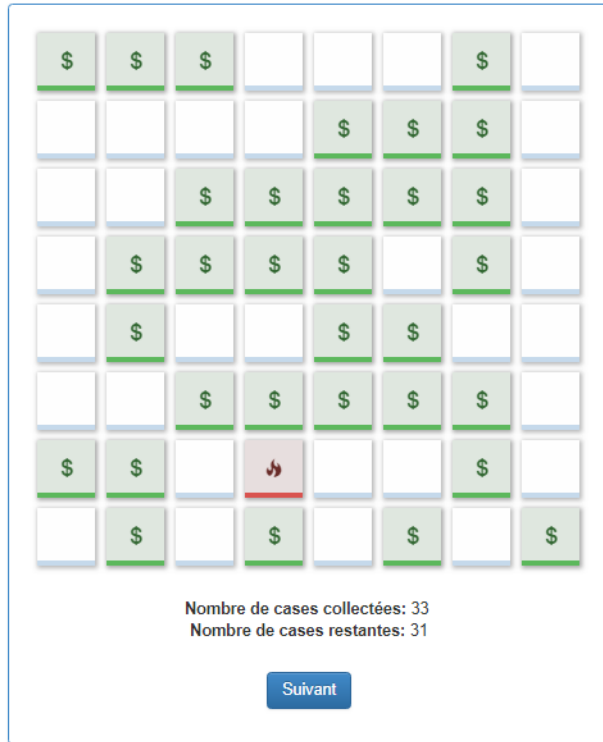 $ $ $ $
$ $ $
$ $ $ $ $
$ $ $ $ $
$ $ $
$ $ $ $ $
$ $ $
$ $ $ $
Nombre de cases collectées: 33
Nombre de cases restantes: 31
Suivant